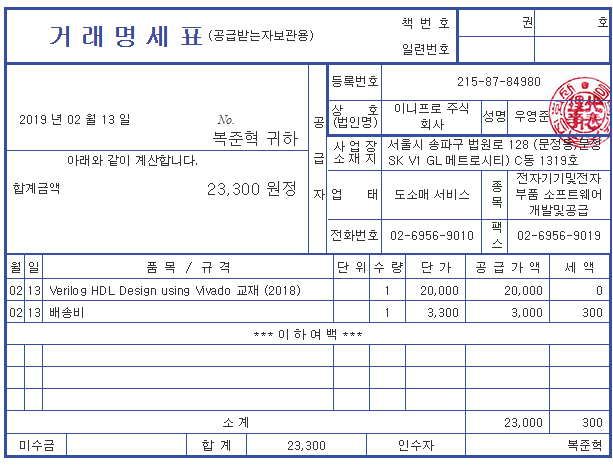 거 래 명 세 표 (공급받는자보관용)
책 번 호 권 호
일련번호
등록번호 215-87-84980
2019 년 02 월 13 일 No.
복준혁 귀하
아래와 같이 계산합니다.
합계금액 23,300 원정
공 급 자
상 호 (법인명) 이니프로 주식회사 성명 우영준
사 업 장 소 재 지 서울시 송파구 법원로 128 (문정동,
SK V1 GL메트로시티) C동 1319호
업 태 도소매 서비스 종 목 전자기기및전자
부품 소프트웨어
개발및공급
전화번호 02-6956-9010 팩 스 02-6956-9019
월 일 품 목 / 규 격 단 위 수 량 단 가 공 급 가 액 세 액
02 13 Verilog HDL Design using Vivado 교재 (2018) 1 20,000 20,000 0
02 13 배송비 1 3,300 3,000 300
*** 이 하 여 백 ***
소 계 23,000 300
미수금 합 계 23,300 인수자 복준혁